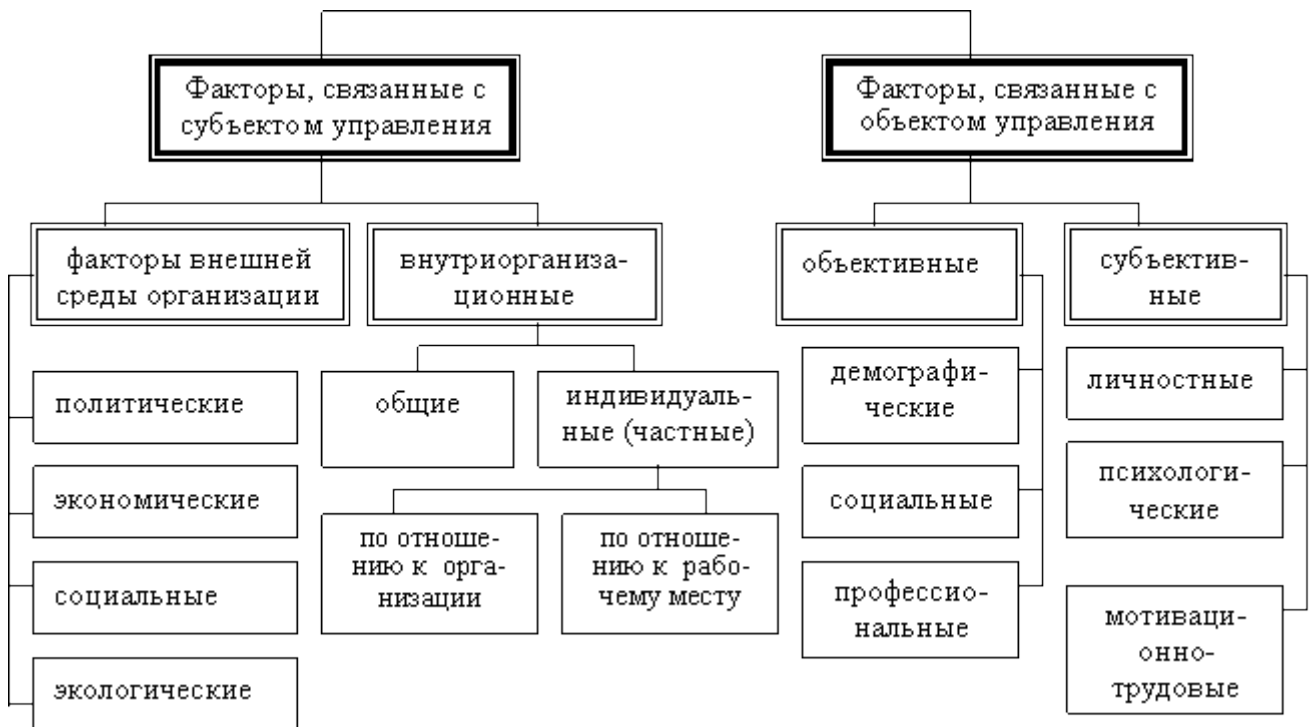 Факторы, связанные с
субъектом управления
Факторы, связанные с
объектом управления
факторы внешней
среды организации
внутриорганиза-
ционные
объективные
субъектив-
ные
политические
экономические
социальные
экологические
общие
индивидуаль-
ные (частные)
по отноше-
нию к орга-
низации
по отноше-
нию к рабо-
чему месту
демографи-
ческие
социальные
профессио-
нальные
личностные
психологи-
ческие
мотиваци-
онно-
трудовые